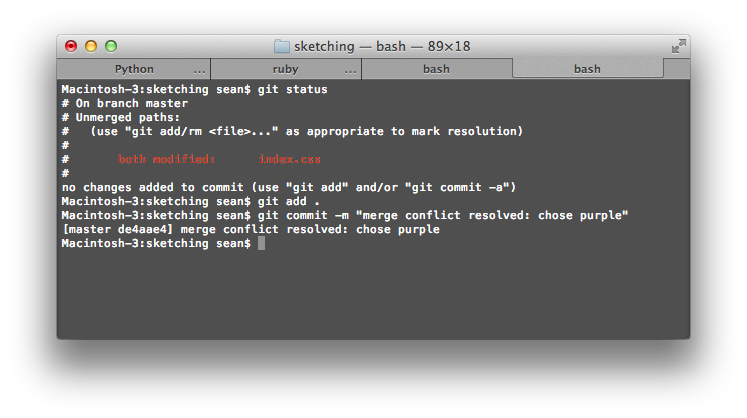 sketching — bash — 89×18
Python ... ruby ... bash bash
Macintosh-3:sketching sean$ git status
# On branch master
# Unmerged paths:
#   (use "git add/rm <file>..." as appropriate to mark resolution)
#
#       both modified:      index.css
#
no changes added to commit (use "git add" and/or "git commit -a")
Macintosh-3:sketching sean$ git add .
Macintosh-3:sketching sean$ git commit -m "merge conflict resolved: chose purple"
[master de4aae4] merge conflict resolved: chose purple
Macintosh-3:sketching sean$